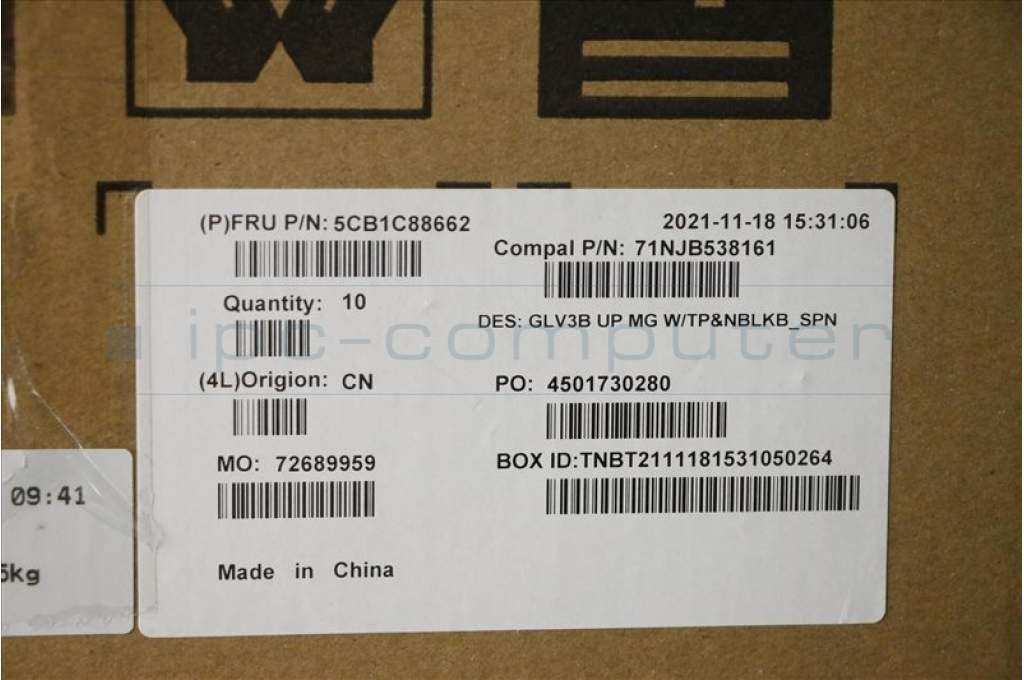 (P)FRU P/N: 5CB1C88662
2021-11-18 15:31:06
Compal P/N: 71NJB538161
Quantity: 10
DES: GLV3B UP MG W/TP&NBLKB_SPN
ipc-computer
(4L)Origion: CN
PO: 4501730280
MO: 72689959
BOX ID:TNBT2111181531050264
09:41
Made in China
5kg